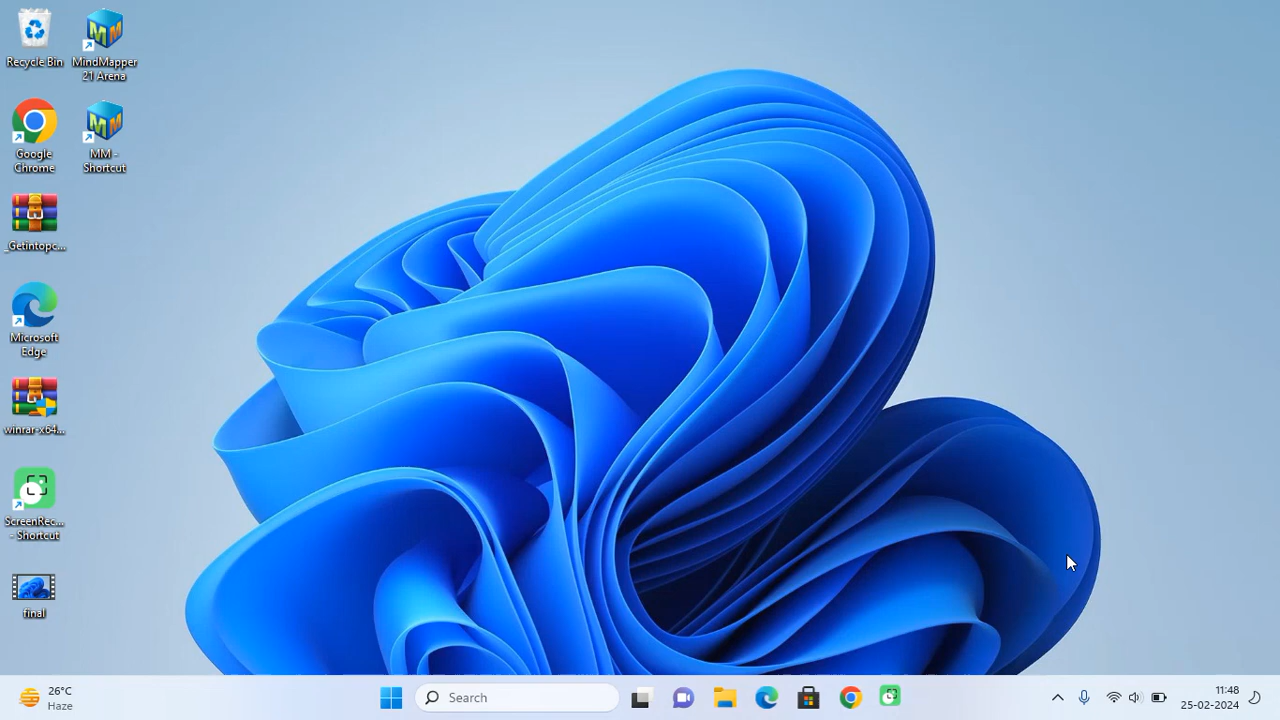 Recycle Bin
MindMapper
21 Arena
Google
Chrome
MM -
Shortcut
_Getintopc...
Microsoft
Edge
winrar-x64...
ScreenRec...
- Shortcut
final
26°C
Haze
Search
11:48
25-02-2024